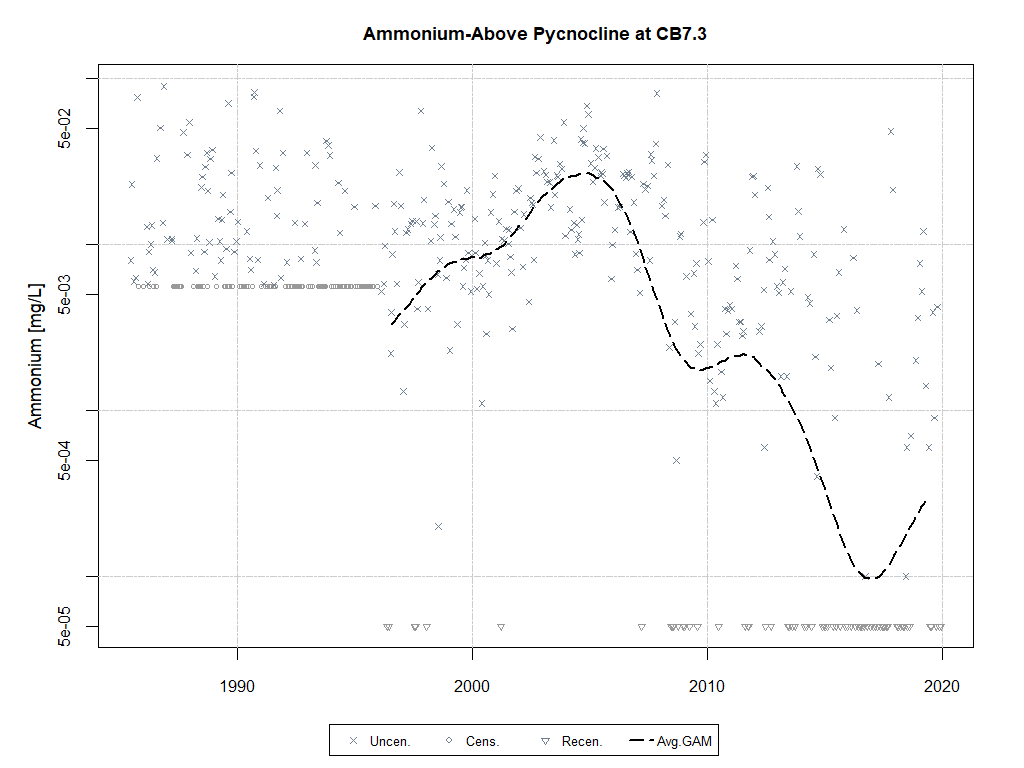 Ammonium-Above Pycnocline at CB7.3
Ammonium [mg/L]
5e-02
5e-03
5e-04
5e-05
1990 2000 2010 2020
Uncen. Cens. Recen. Avg.GAM